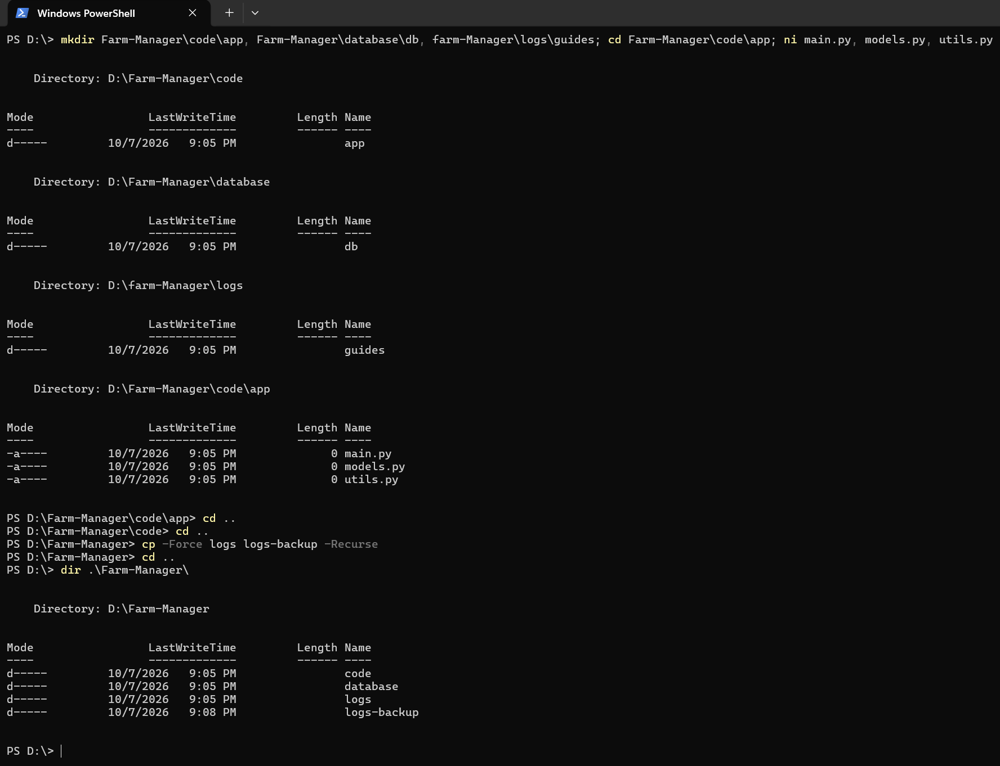 Windows PowerShell
PS D:\> mkdir Farm-Manager\code\app, Farm-Manager\database\db, farm-Manager\logs\guides; cd Farm-Manager\code\app; ni main.py, models.py, utils.py
Directory: D:\Farm-Manager\code
Mode LastWriteTime Length Name
---- ------------- ------ ----
d----- 10/7/2026 9:05 PM app
Directory: D:\Farm-Manager\database
Mode LastWriteTime Length Name
---- ------------- ------ ----
d----- 10/7/2026 9:05 PM db
Directory: D:\farm-Manager\logs
Mode LastWriteTime Length Name
---- ------------- ------ ----
d----- 10/7/2026 9:05 PM guides
Directory: D:\Farm-Manager\code\app
Mode LastWriteTime Length Name
---- ------------- ------ ----
-a---- 10/7/2026 9:05 PM 0 main.py
-a---- 10/7/2026 9:05 PM 0 models.py
-a---- 10/7/2026 9:05 PM 0 utils.py
PS D:\Farm-Manager\code\app> cd ..
PS D:\Farm-Manager\code> cd ..
PS D:\Farm-Manager> cp -Force logs logs-backup -Recurse
PS D:\Farm-Manager> cd ..
PS D:\> dir .\Farm-Manager\
Directory: D:\Farm-Manager
Mode LastWriteTime Length Name
---- ------------- ------ ----
d----- 10/7/2026 9:05 PM code
d----- 10/7/2026 9:05 PM database
d----- 10/7/2026 9:05 PM logs
d----- 10/7/2026 9:08 PM logs-backup
PS D:\>